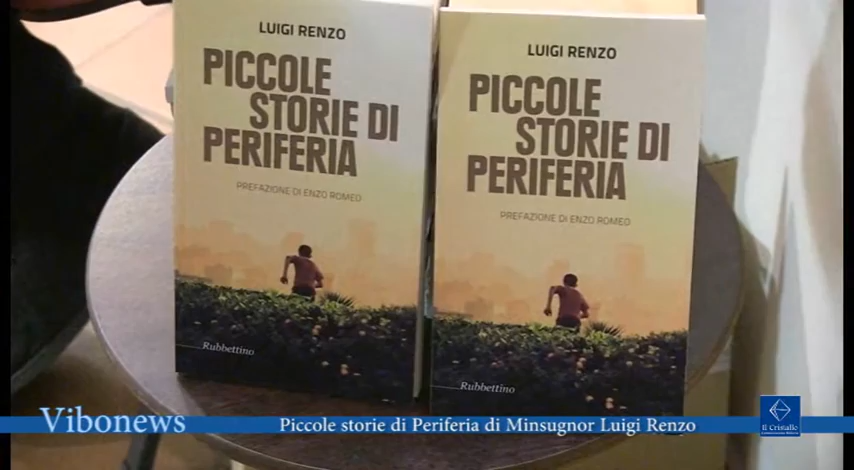 LUIGI RENZO
PICCOLE
STORIE DI
PERIFERIA
PREFAZIONE DI ENZO ROMEO
Rubbettino
LUIGI RENZO
PICCOLE
STORIE DI
PERIFERIA
PREFAZIONE DI ENZO ROMEO
Rubbettino
Vibonews
Piccole storie di Periferia di Minsugnor Luigi Renzo
Il Cristallo